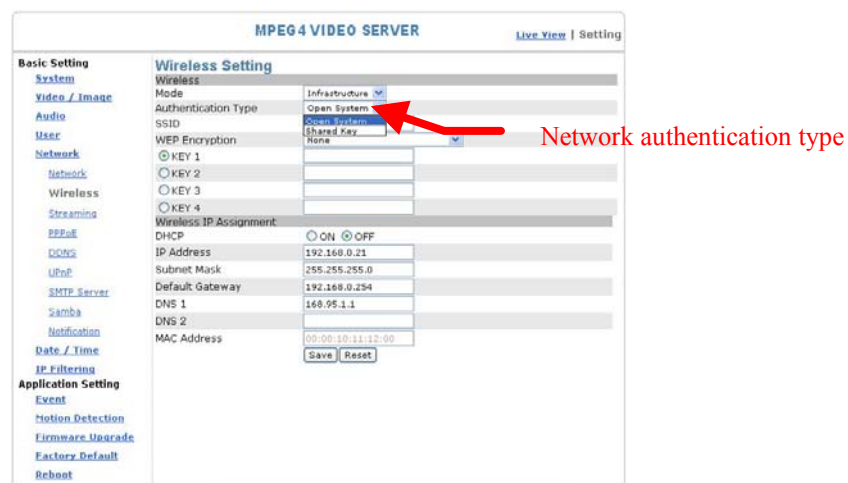 MPEG4 VIDEO SERVER
Live View | Setting
Basic Setting
System
Video / Image
Audio
User
Network
Network
Wireless
Streaming
PPPoE
DDNS
UPnP
SMTP Server
Samba
Notification
Date / Time
IP Filtering
Application Setting
Event
Motion Detection
Firmware Upgrade
Factory Default
Reboot
Wireless Setting
Wireless
Mode Infrastructure
Authentication Type Open System
Open System
Shared Key
SSID
WEP Encryption None
KEY 1
KEY 2
KEY 3
KEY 4
Wireless IP Assignment
DHCP ON OFF
IP Address 192.168.0.21
Subnet Mask 255.255.255.0
Default Gateway 192.168.0.254
DNS 1 168.95.1.1
DNS 2
MAC Address 00:00:10:11:12:00
Save Reset
Network authentication type